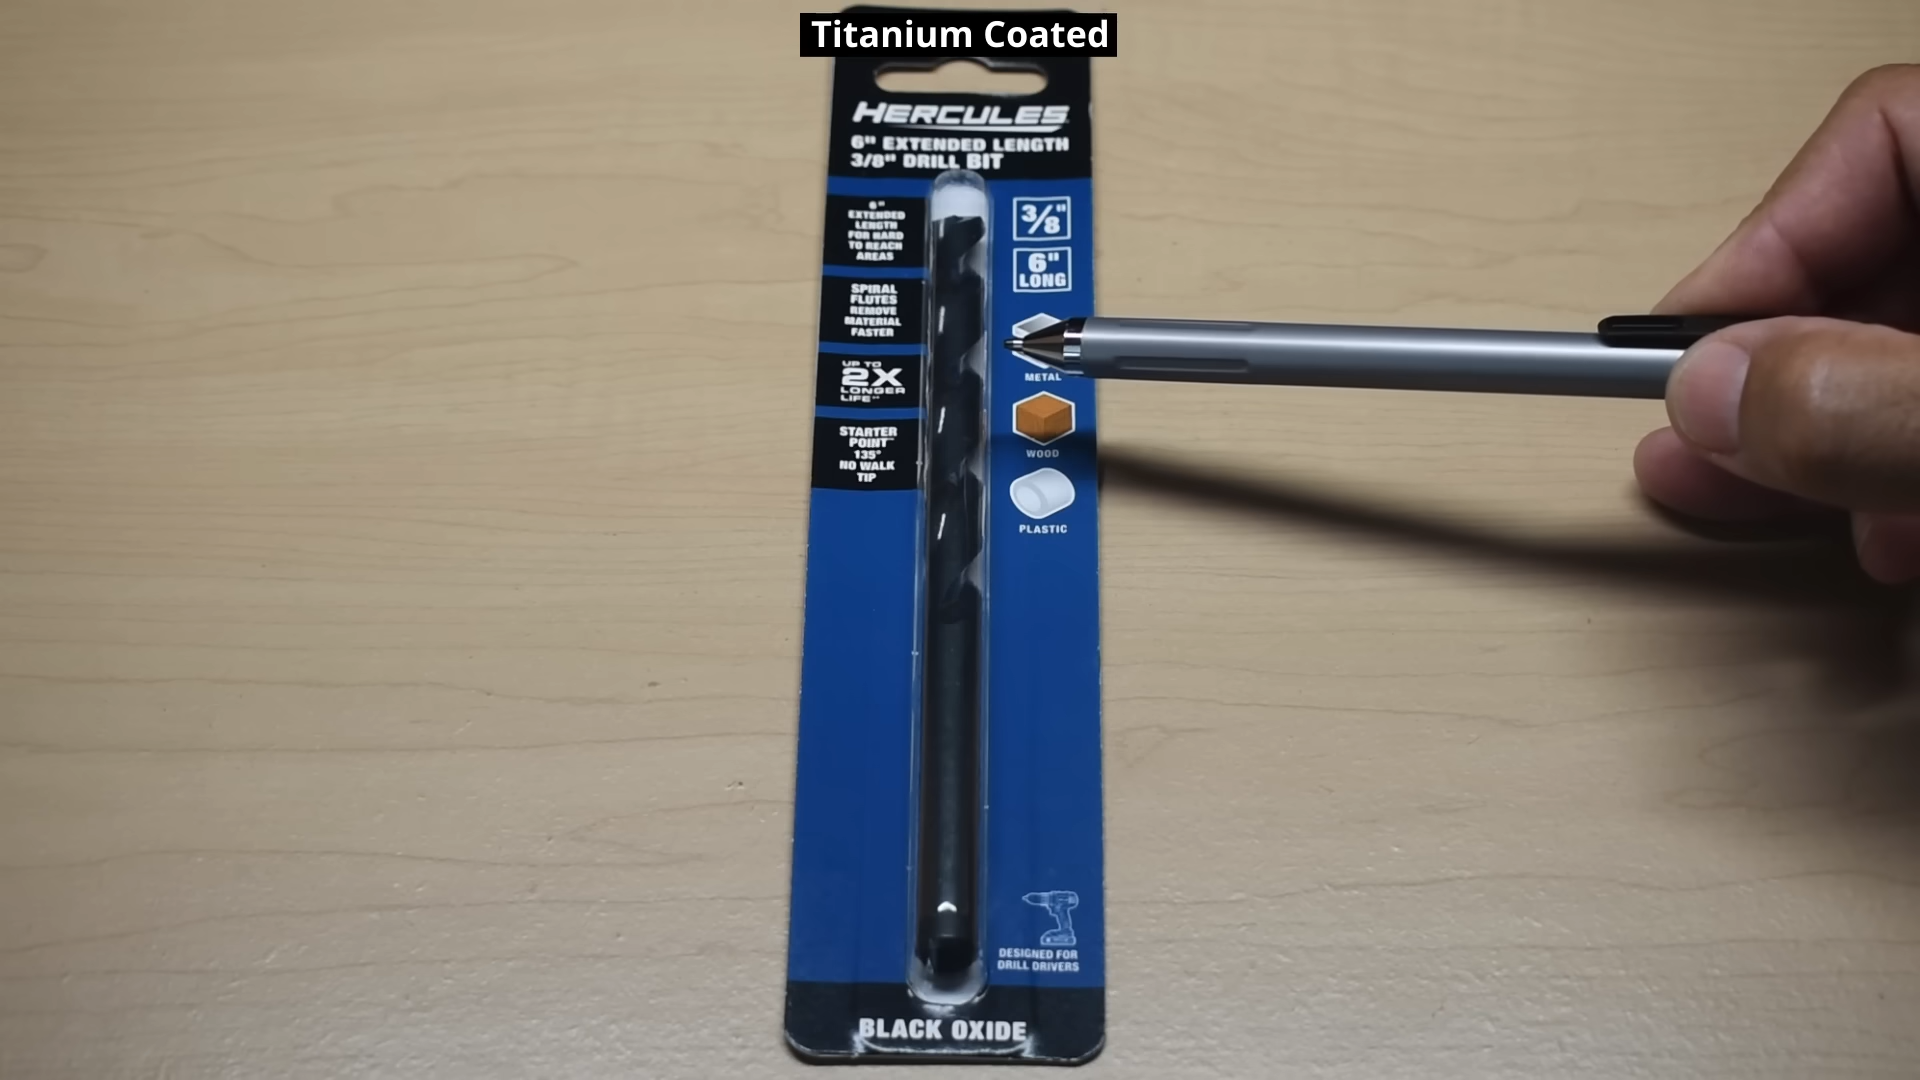 Titanium Coated
HERCULES
6" EXTENDED LENGTH
3/8" DRILL BIT
6"
EXTENDED
LENGTH
FOR HARD
TO REACH
AREAS
SPIRAL
FLUTES
REMOVE
MATERIAL
FASTER
UP TO
2X
LONGER
LIFE**
STARTER
POINT™
135°
NO WALK
TIP
3/8"
6"
LONG
METAL
WOOD
PLASTIC
DESIGNED FOR
DRILL DRIVERS
BLACK OXIDE